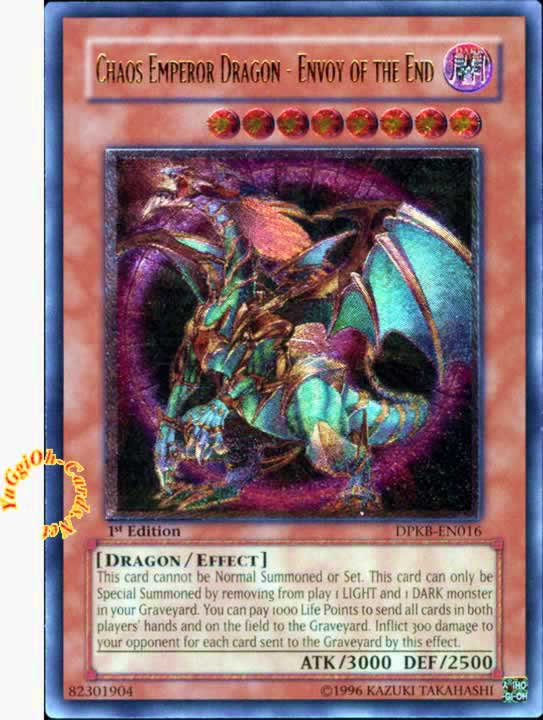 CHAOS EMPEROR DRAGON - ENVOY OF THE END
DARK
闇
YuGgiOh-Cards.Net
1st Edition
DPKB-EN016
[DRAGON/EFFECT]
This card cannot be Normal Summoned or Set. This card can only be
Special Summoned by removing from play 1 LIGHT and 1 DARK monster
in your Graveyard. You can pay 1000 Life Points to send all cards in both
players' hands and on the field to the Graveyard. Inflict 300 damage to
your opponent for each card sent to the Graveyard by this effect.
ATK/3000 DEF/2500
82301904
©1996 KAZUKI TAKAHASHI